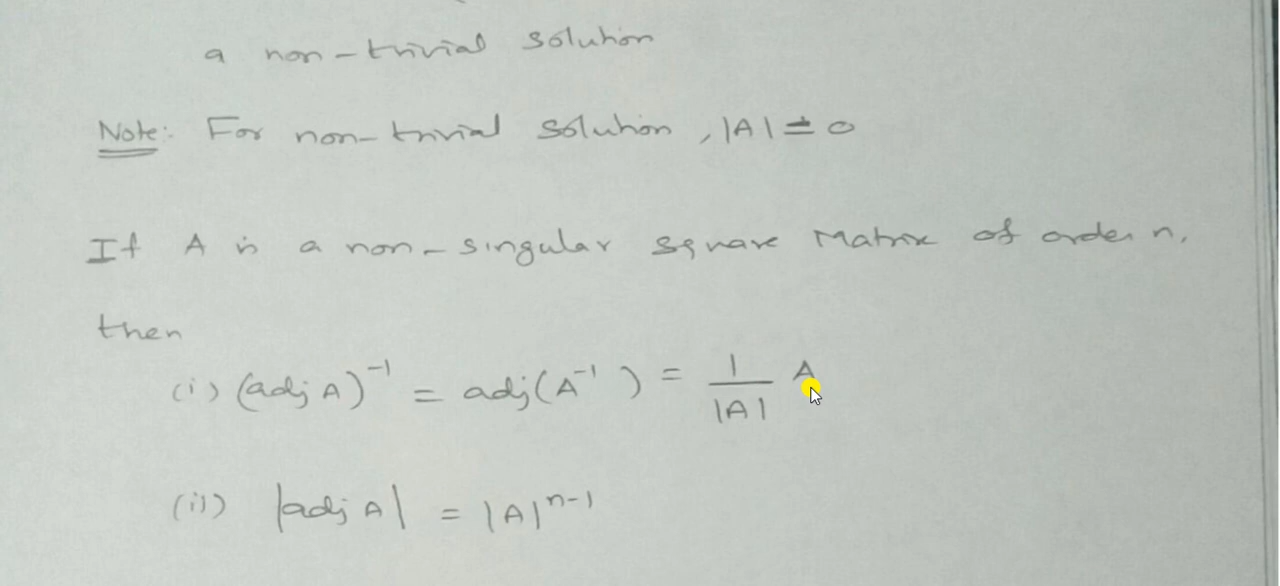 a non-trivial solution
Note: For non-trivial solution, |A| ≠ 0
If A is a non-singular square Matrix of order n,
then
(i) (adj A)⁻¹ = adj(A⁻¹) = 1/|A| A
(ii) |adj A| = |A|ⁿ⁻¹